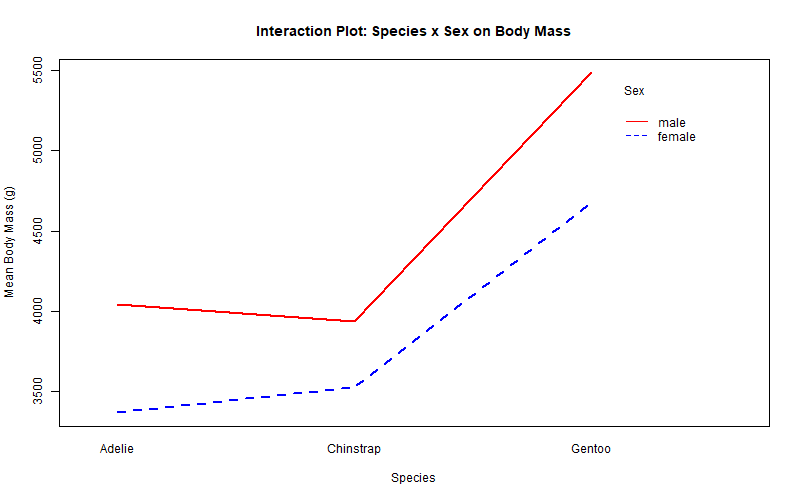 Interaction Plot: Species x Sex on Body Mass
5500
5000
4500
4000
3500
Mean Body Mass (g)
Sex
male
female
Adelie
Chinstrap
Gentoo
Species